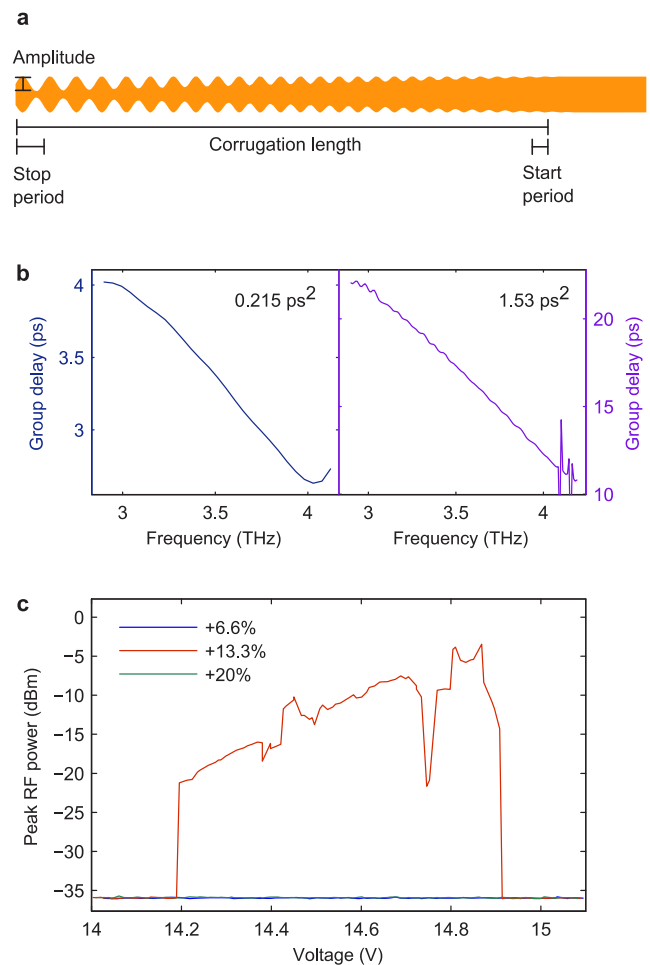 a
Amplitude
Corrugation length
Stop
period
Start
period
b
4
3.5
3
Group delay (ps)
0.215 ps²
1.53 ps²
20
15
10
Group delay (ps)
3
3.5
4
3
3.5
4
Frequency (THz)
Frequency (THz)
c
0
−5
−10
−15
−20
−25
−30
−35
Peak RF power (dBm)
+6.6%
+13.3%
+20%
14
14.2
14.4
14.6
14.8
15
Voltage (V)